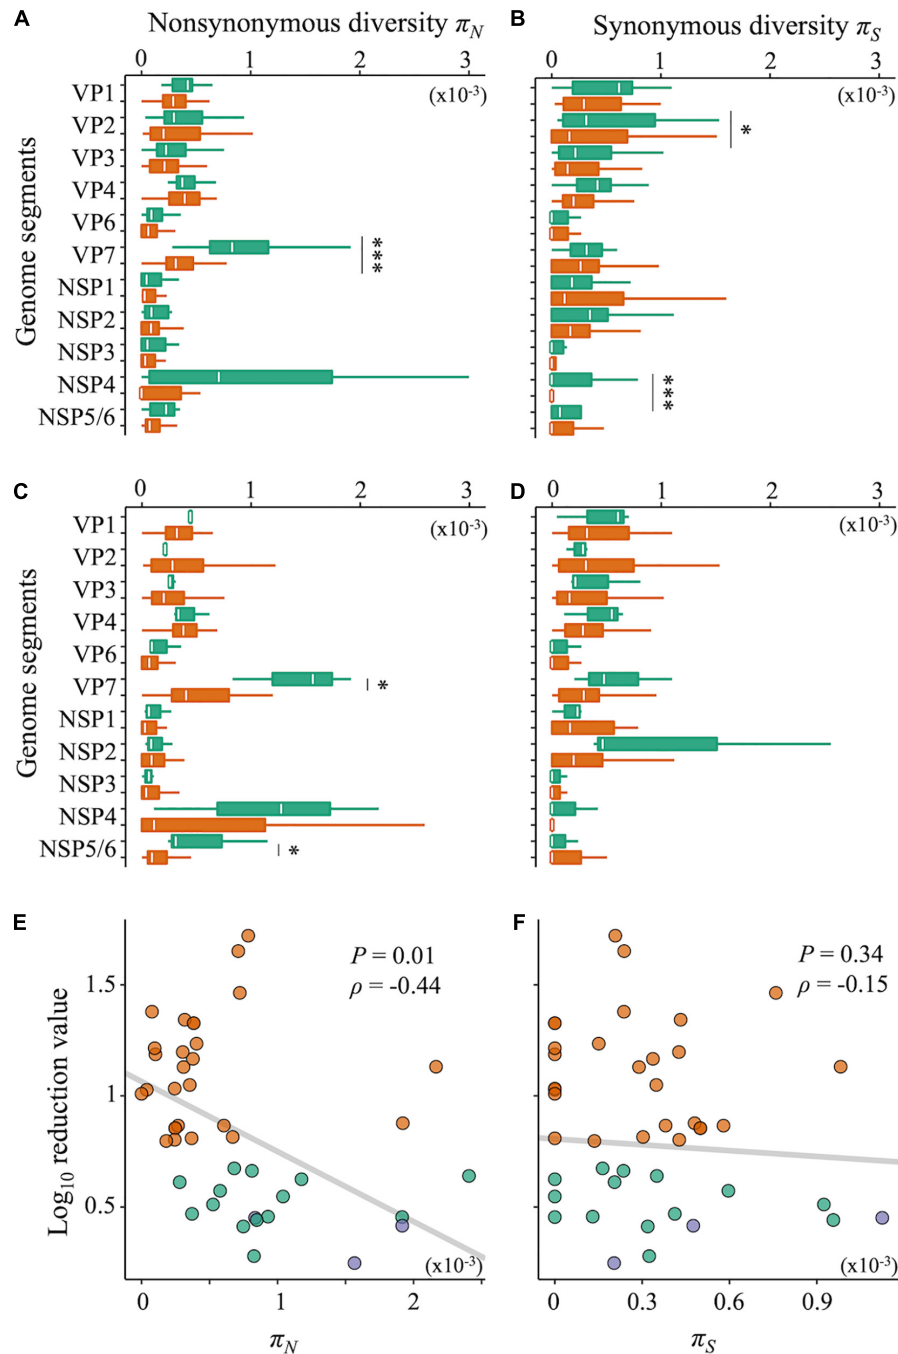 A Nonsynonymous diversity πN
B Synonymous diversity πS
0 1 2 3
0 1 2 3
(x10-3)
(x10-3)
Genome segments
VP1
VP2
VP3
VP4
VP6
VP7
NSP1
NSP2
NSP3
NSP4
NSP5/6
***
*
***
C
D
0 1 2 3
0 1 2 3
(x10-3)
(x10-3)
Genome segments
VP1
VP2
VP3
VP4
VP6
VP7
NSP1
NSP2
NSP3
NSP4
NSP5/6
*
*
E
F
Log10 reduction value
1.5
1
0.5
P = 0.01
ρ = -0.44
(x10-3)
0 1 2
πN
P = 0.34
ρ = -0.15
(x10-3)
0 0.3 0.6 0.9
πS